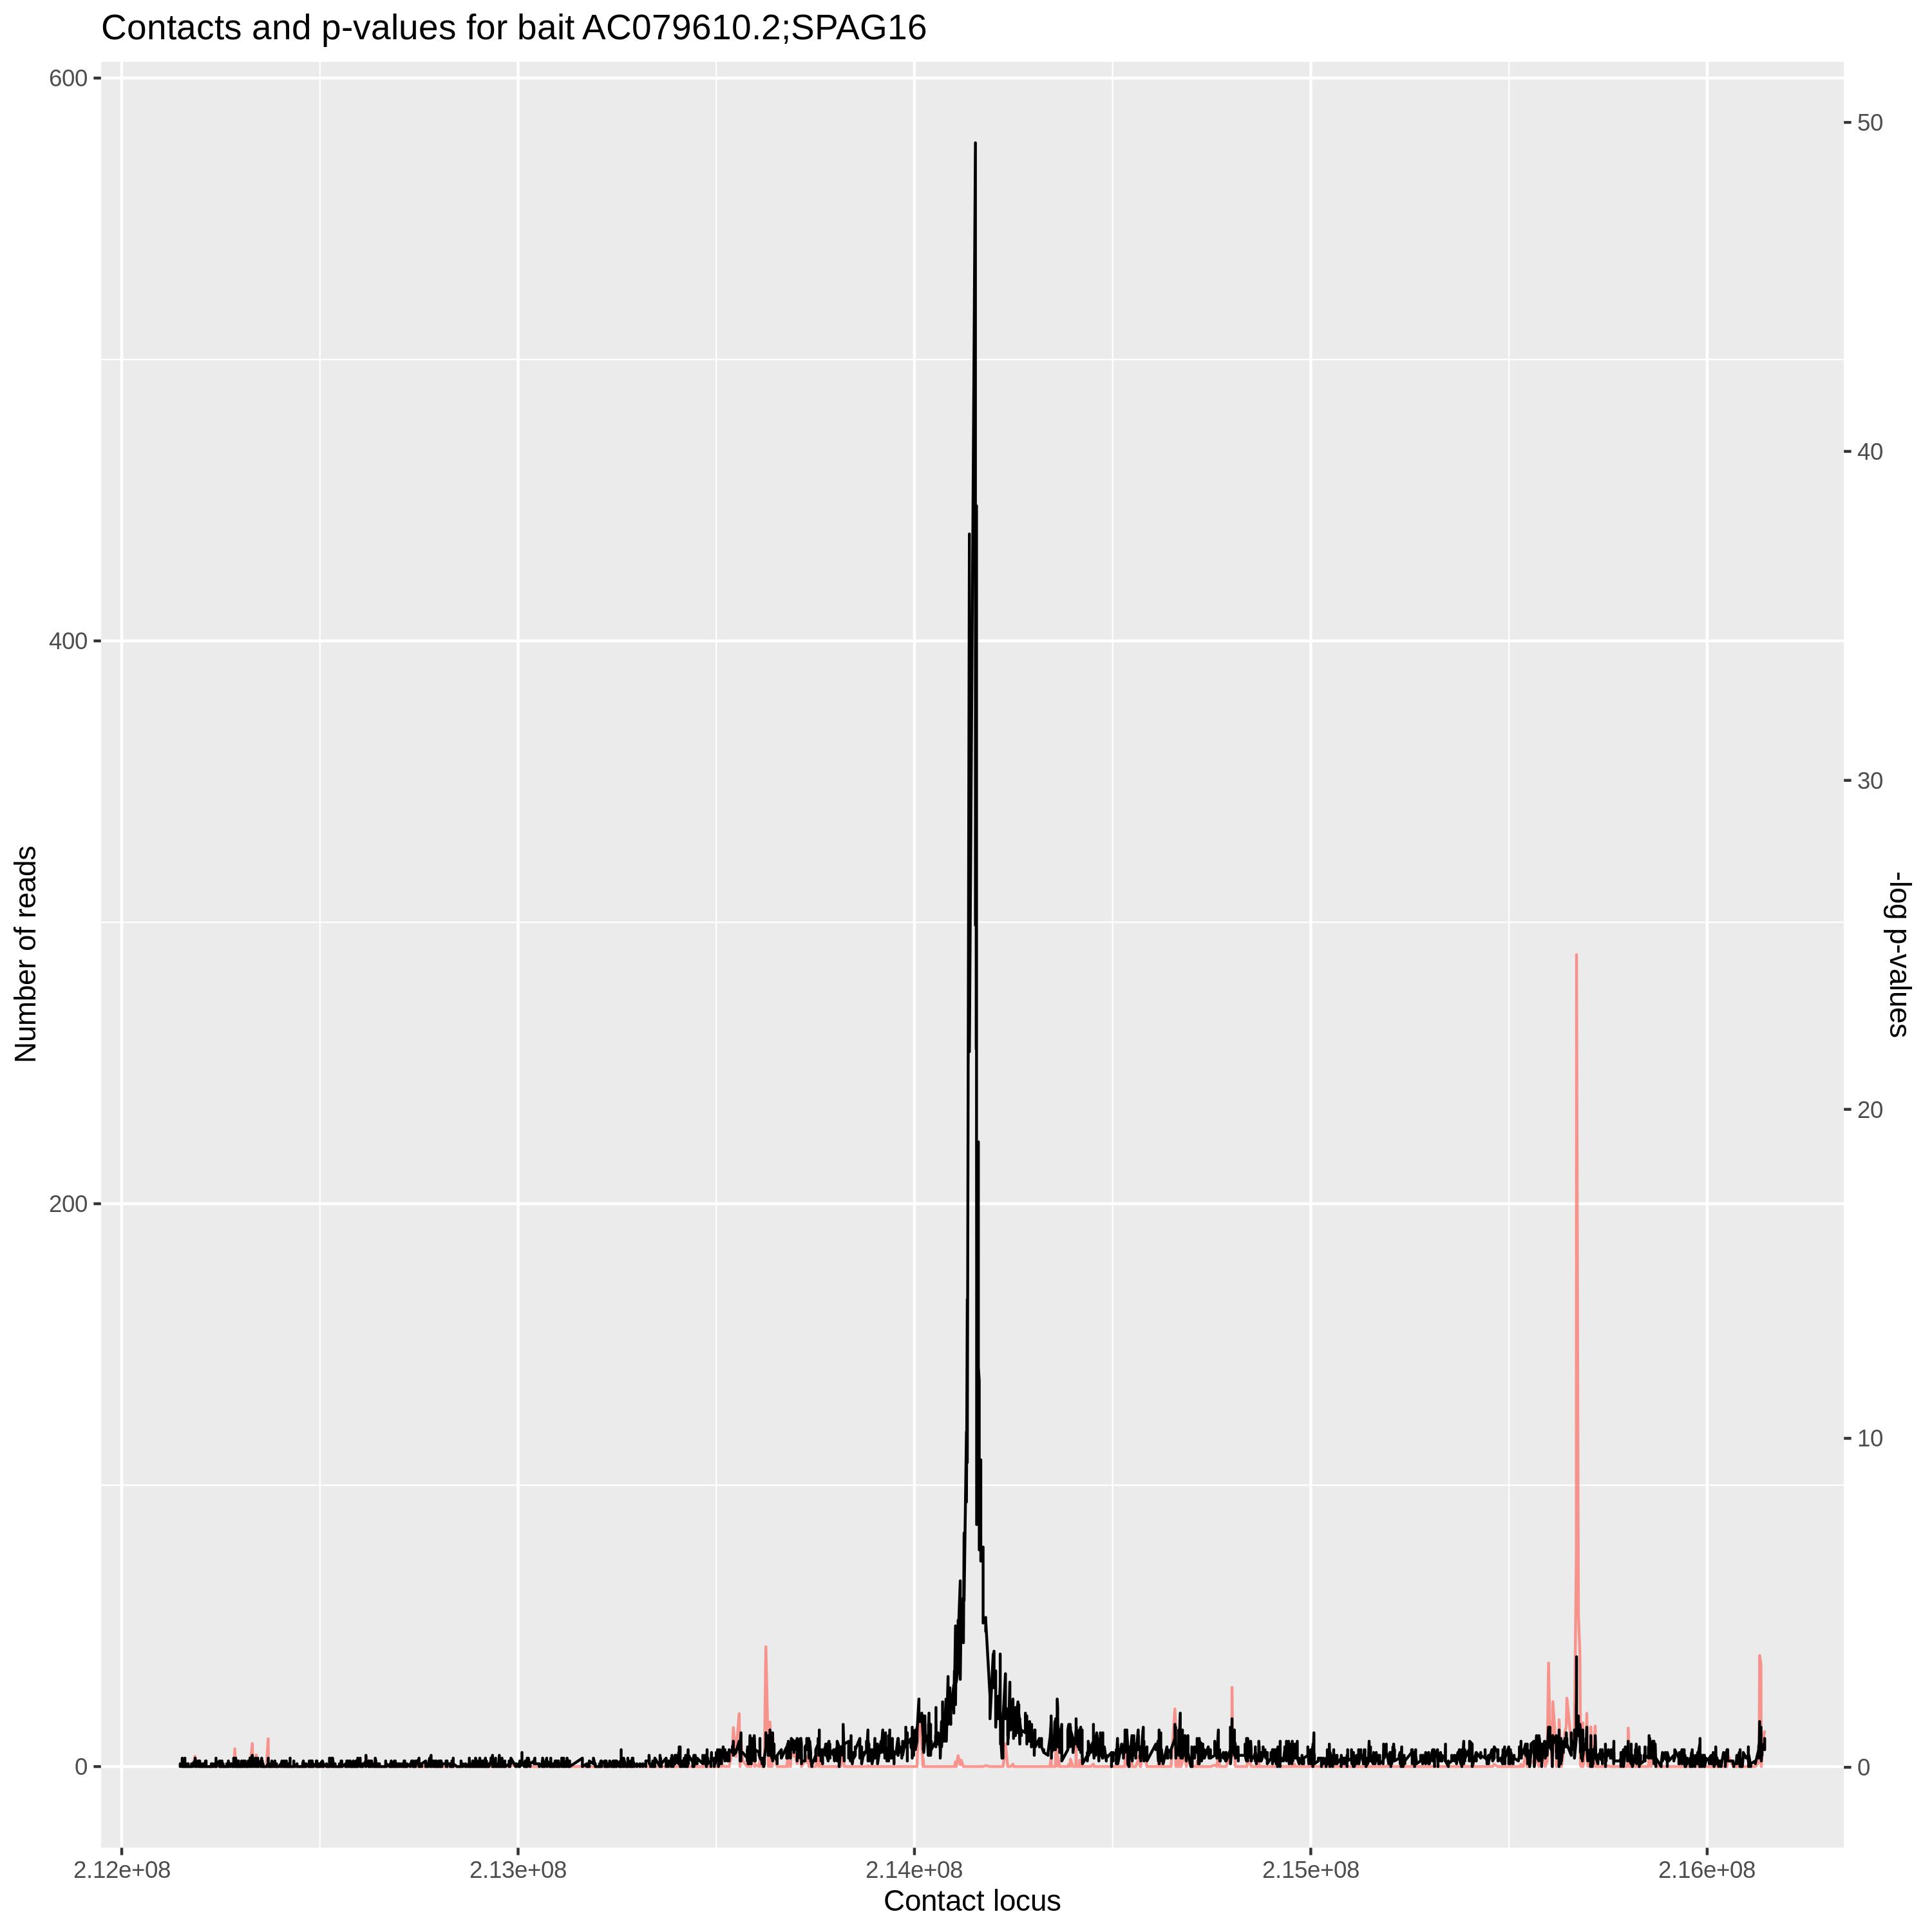 Contacts and p-values for bait AC079610.2;SPAG16
600
400
200
0
Number of reads
50
40
30
20
10
0
-log p-values
2.12e+08
2.13e+08
2.14e+08
2.15e+08
2.16e+08
Contact locus